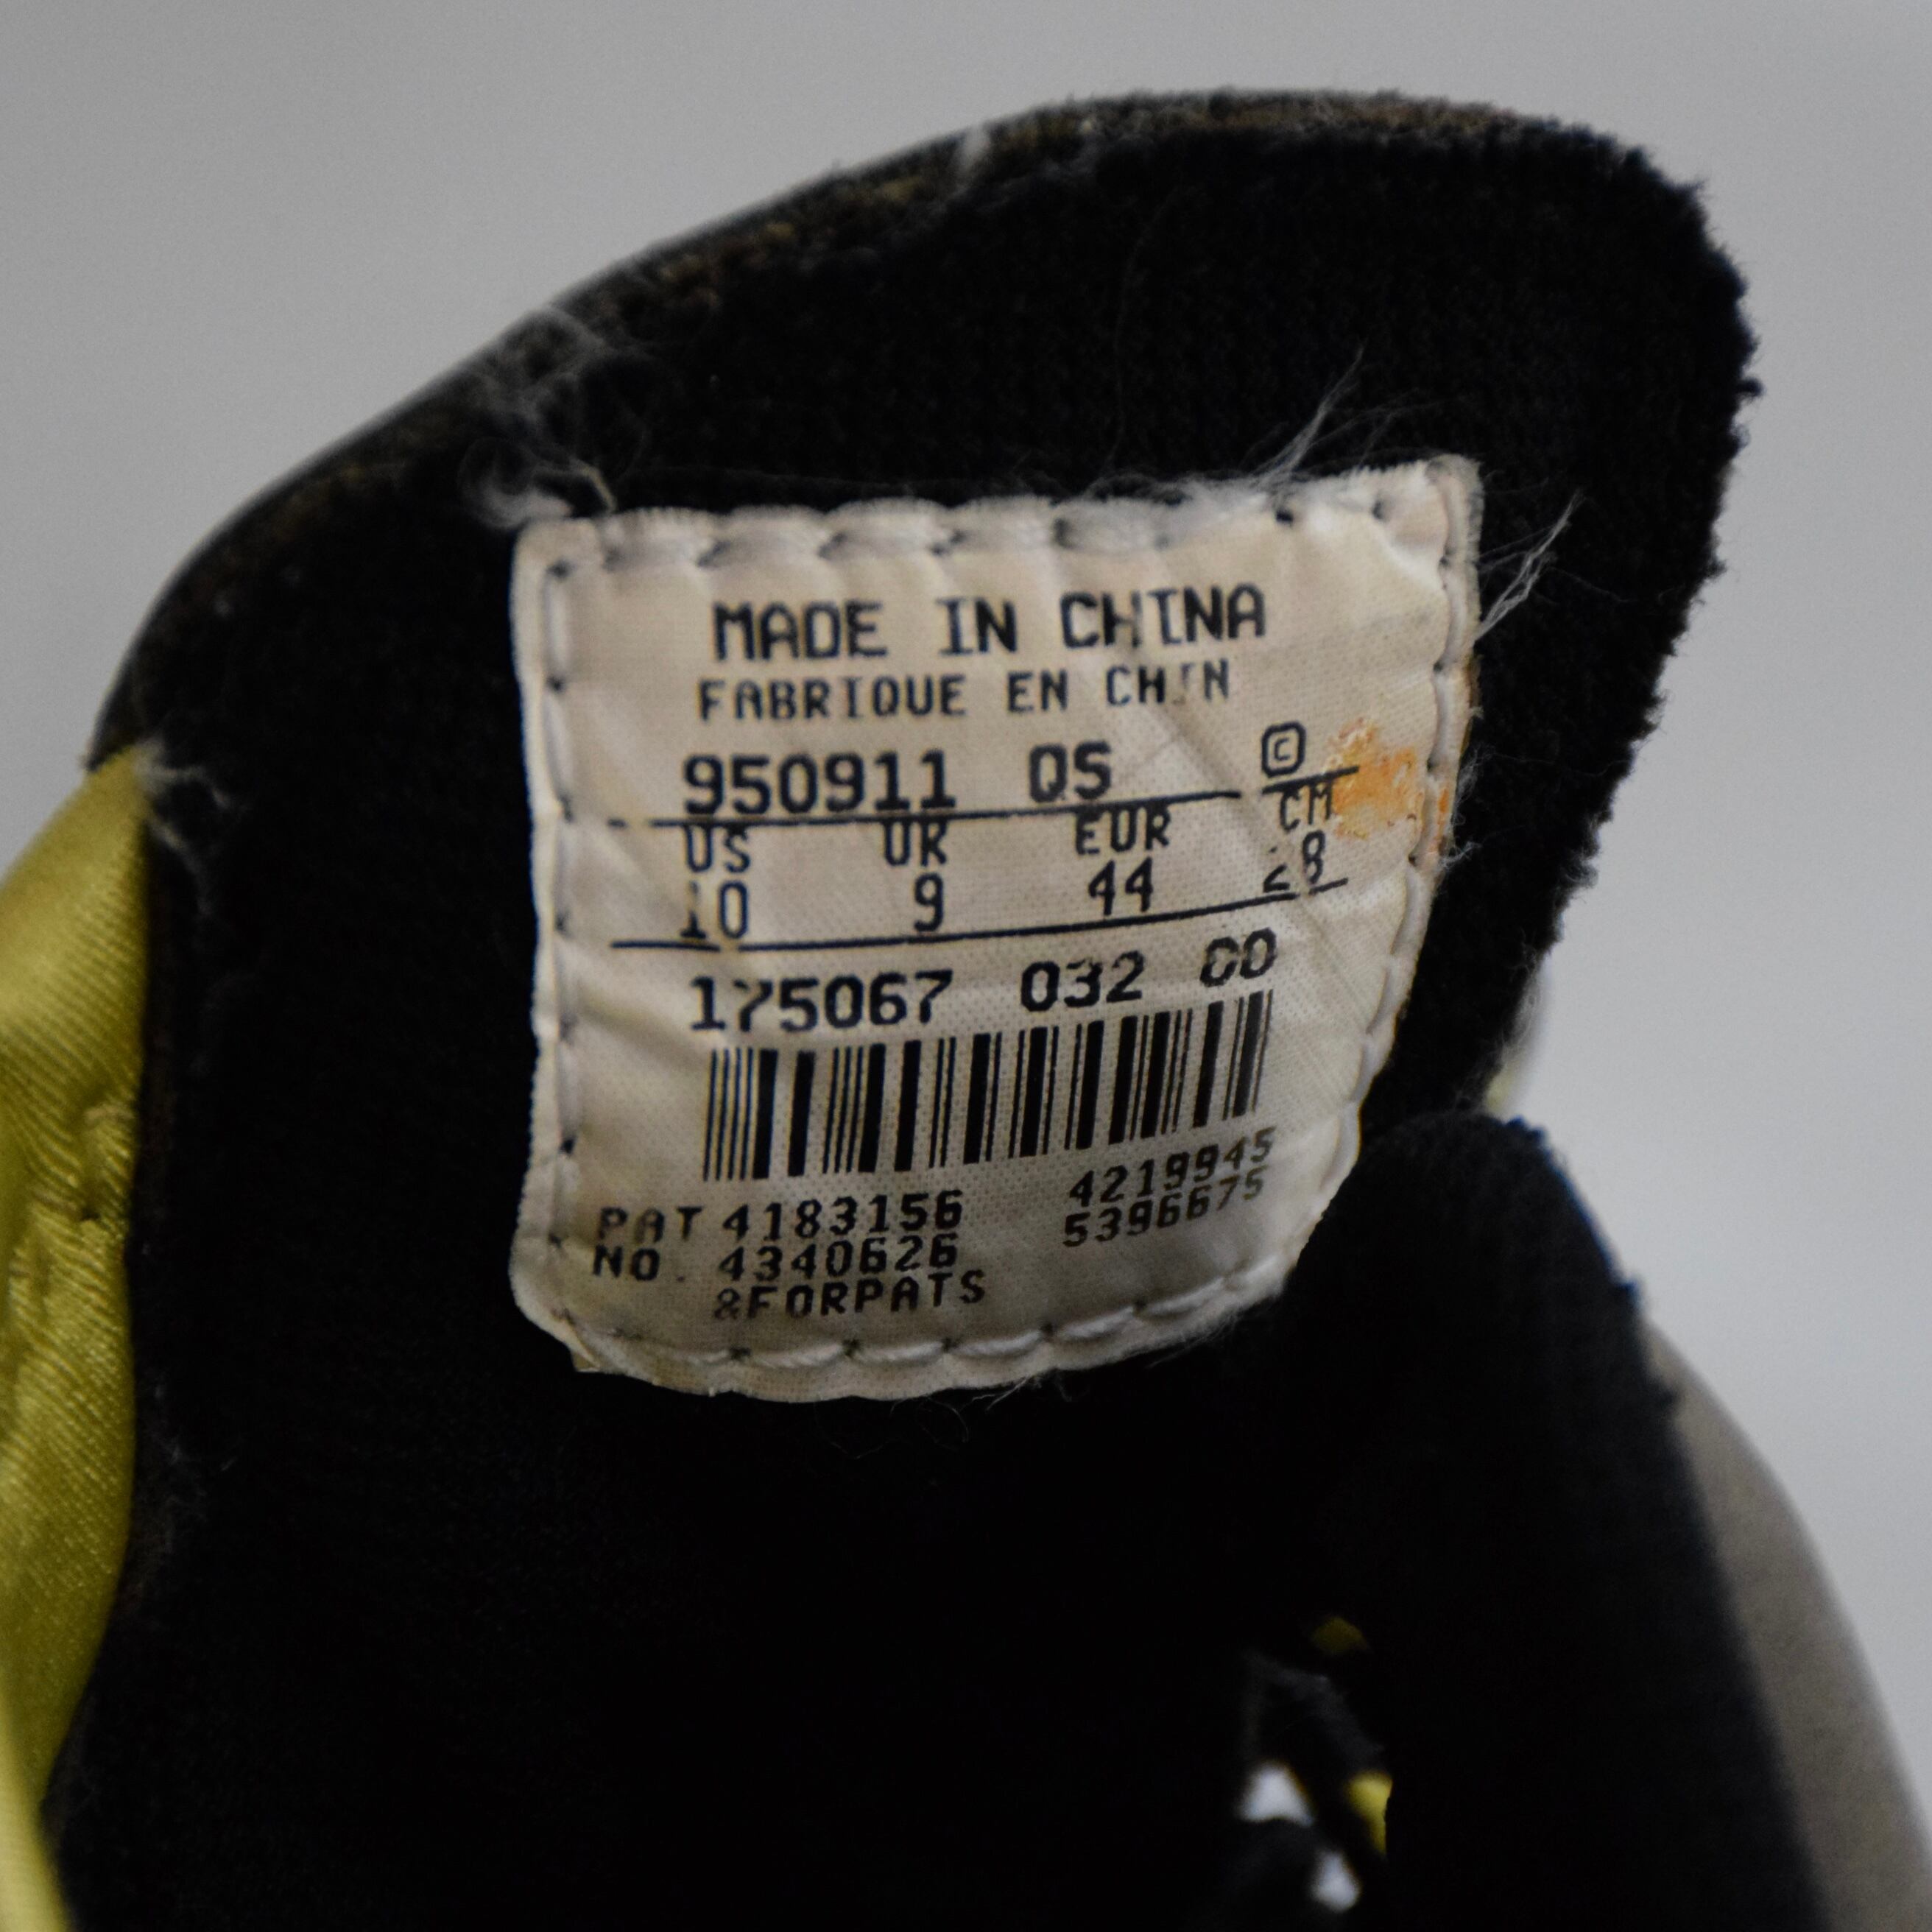 MADE IN CHINA
FABRIQUE EN CHIN
950911 QS ©
US UK EUR CM
10 9 44 28
175067 032 00
PAT 4183156 4219945
NO. 4340626 5396675
&FORPATS